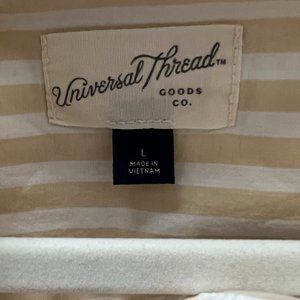 Universal Thread™
GOODS
CO.
L
MADE IN
VIETNAM